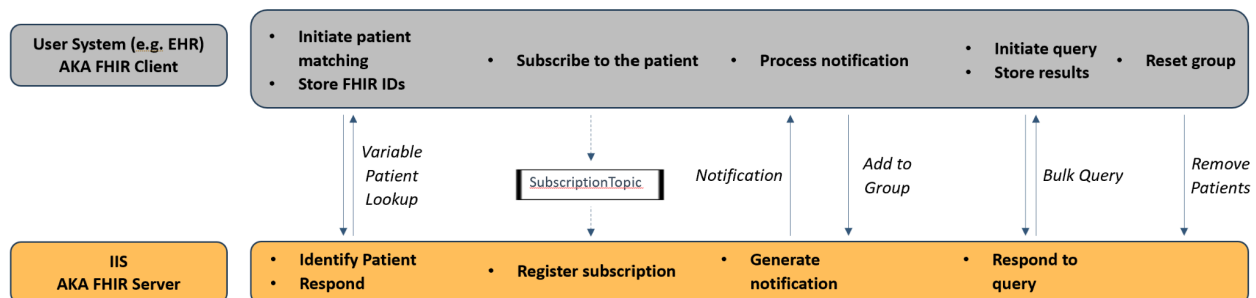 User System (e.g. EHR)
AKA FHIR Client
• Initiate patient
matching
• Store FHIR IDs
• Subscribe to the patient
• Process notification
• Initiate query
• Store results
• Reset group
Variable
Patient
Lookup
SubscriptionTopic
Notification
Add to
Group
Bulk Query
Remove
Patients
IIS
AKA FHIR Server
• Identify Patient
• Respond
• Register subscription
• Generate
notification
• Respond to
query